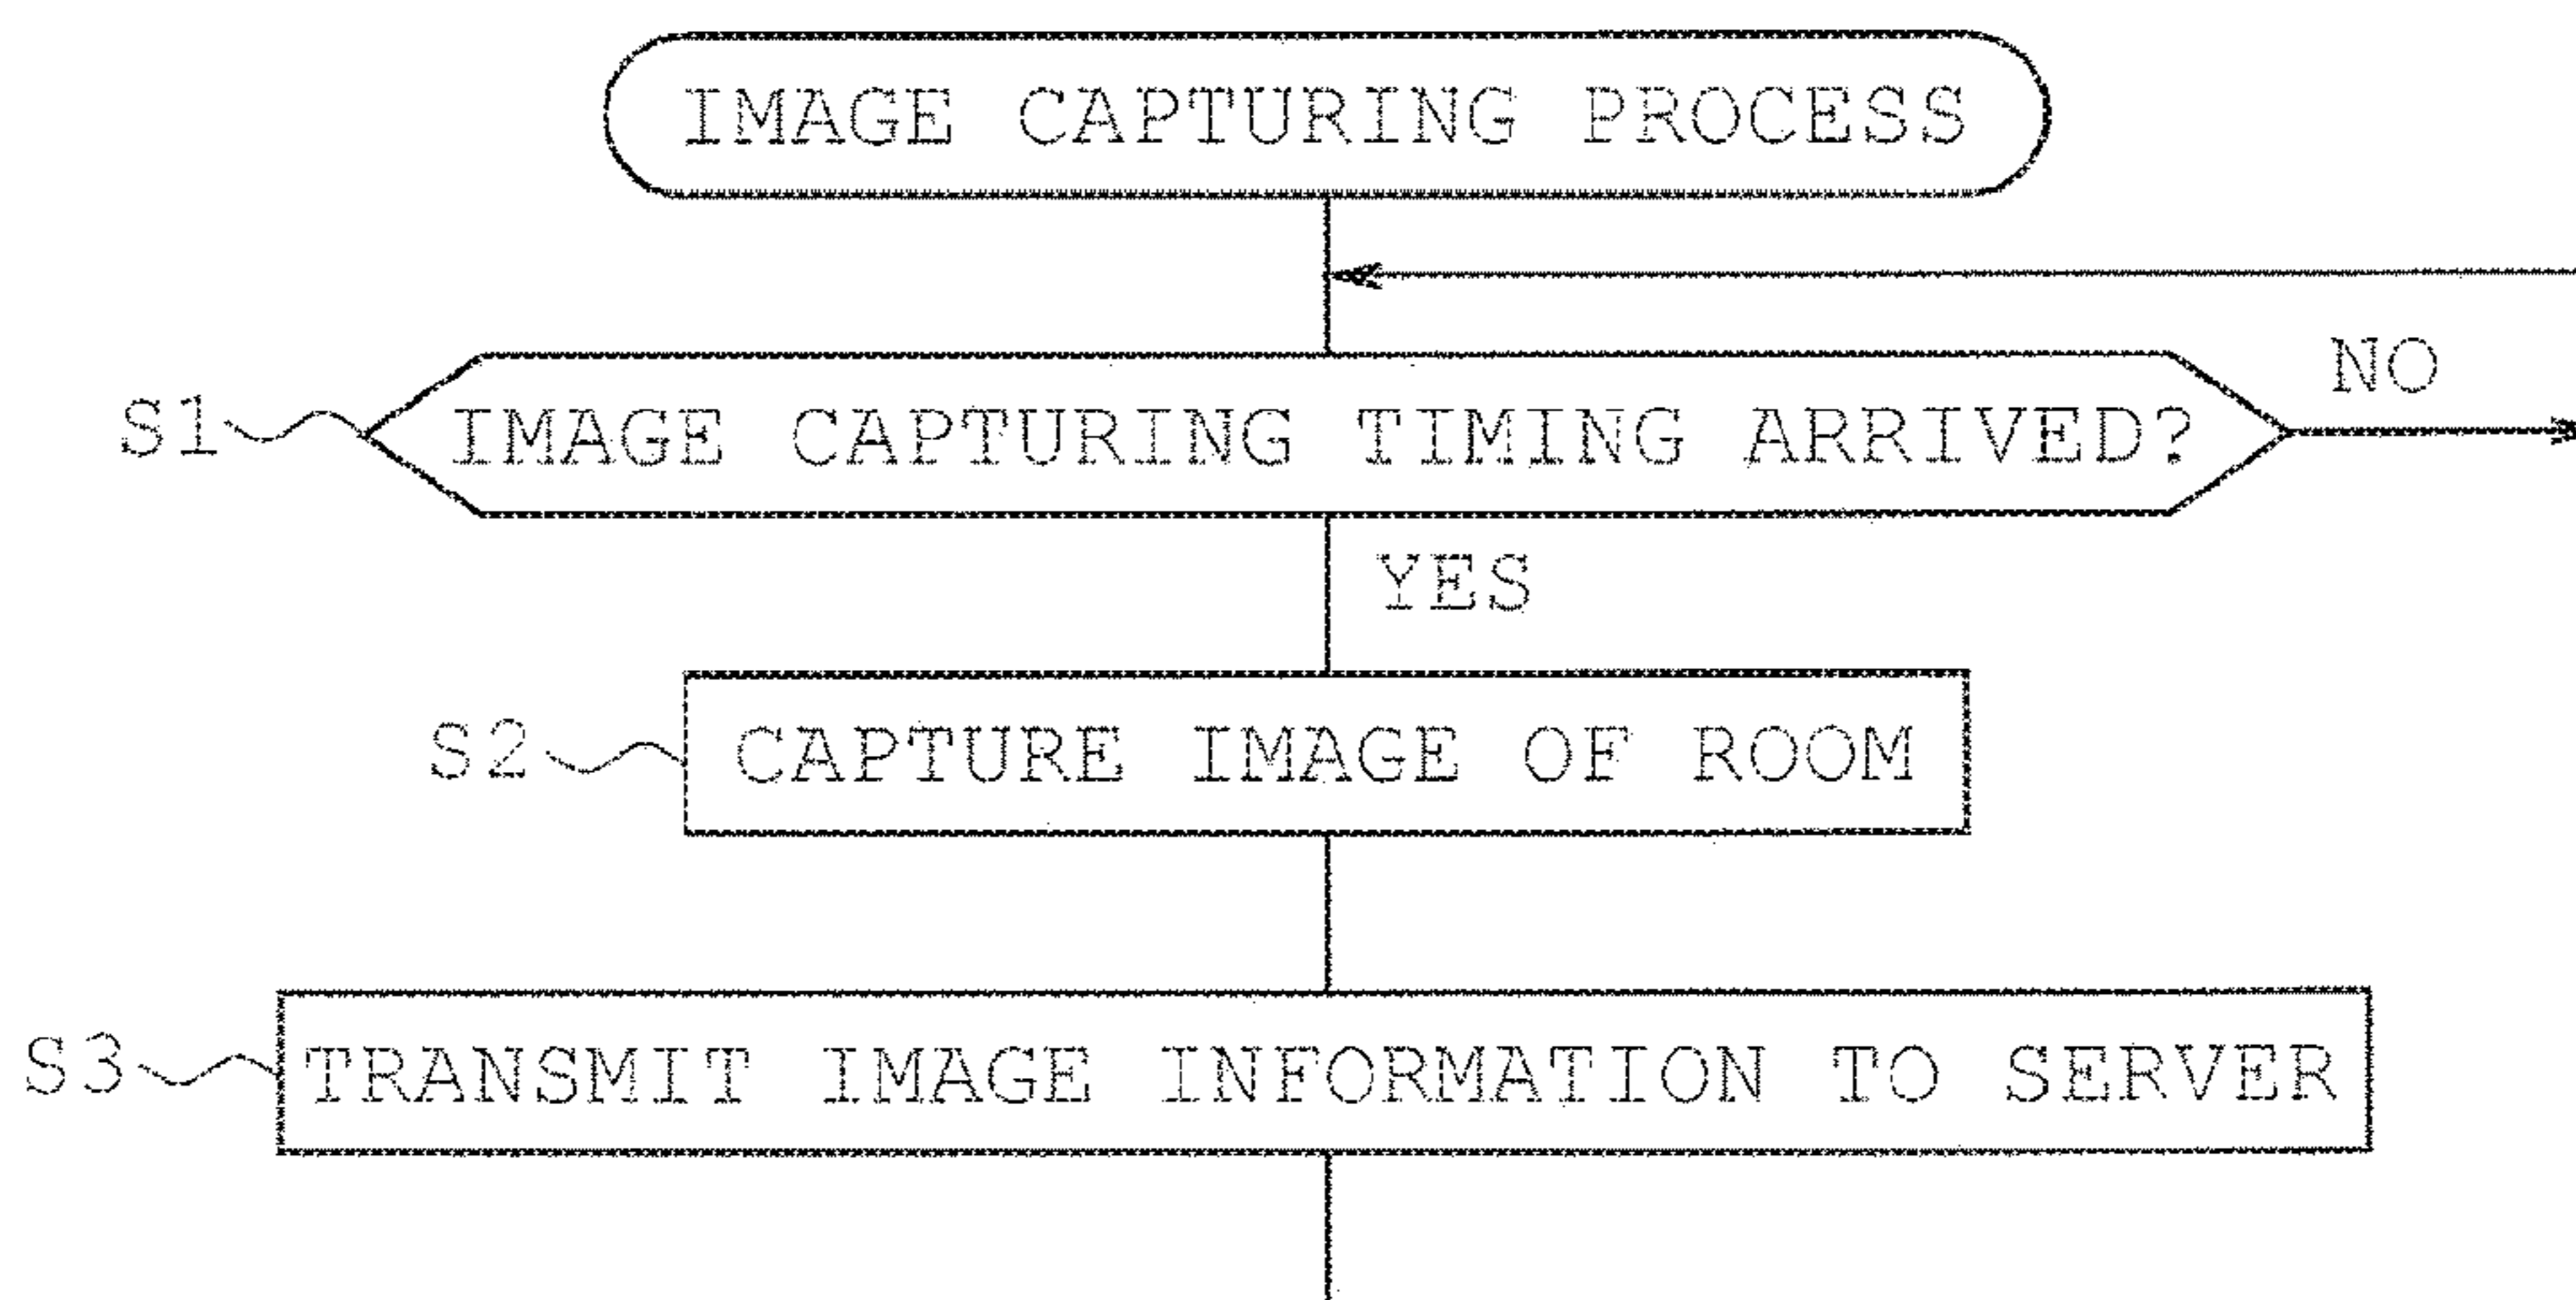 IMAGE CAPTURING PROCESS
S1 IMAGE CAPTURING TIMING ARRIVED? NO
YES
S2 CAPTURE IMAGE OF ROOM
S3 TRANSMIT IMAGE INFORMATION TO SERVER